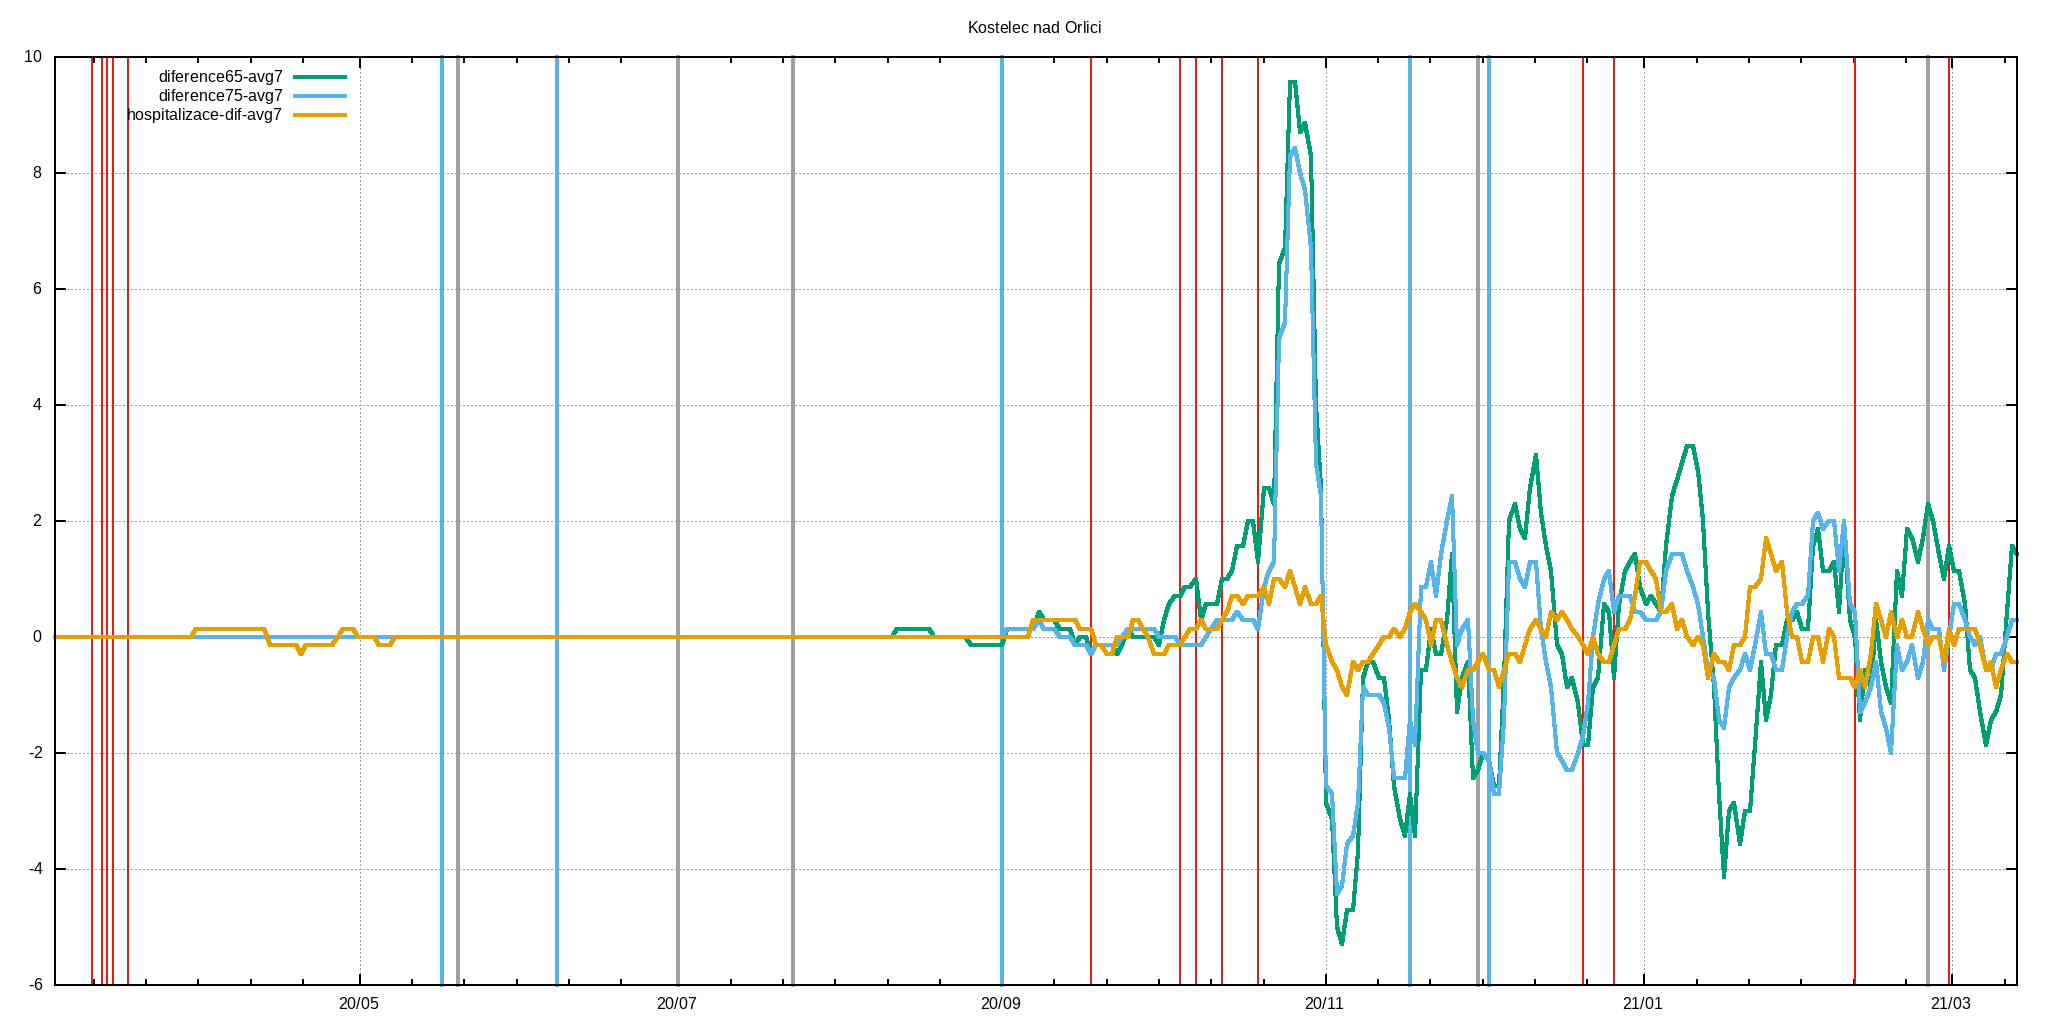 Kostelec nad Orlici
10
8
6
4
2
0
-2
-4
-6
diference65-avg7
diference75-avg7
hospitalizace-dif-avg7
20/05 20/07 20/09 20/11 21/01 21/03